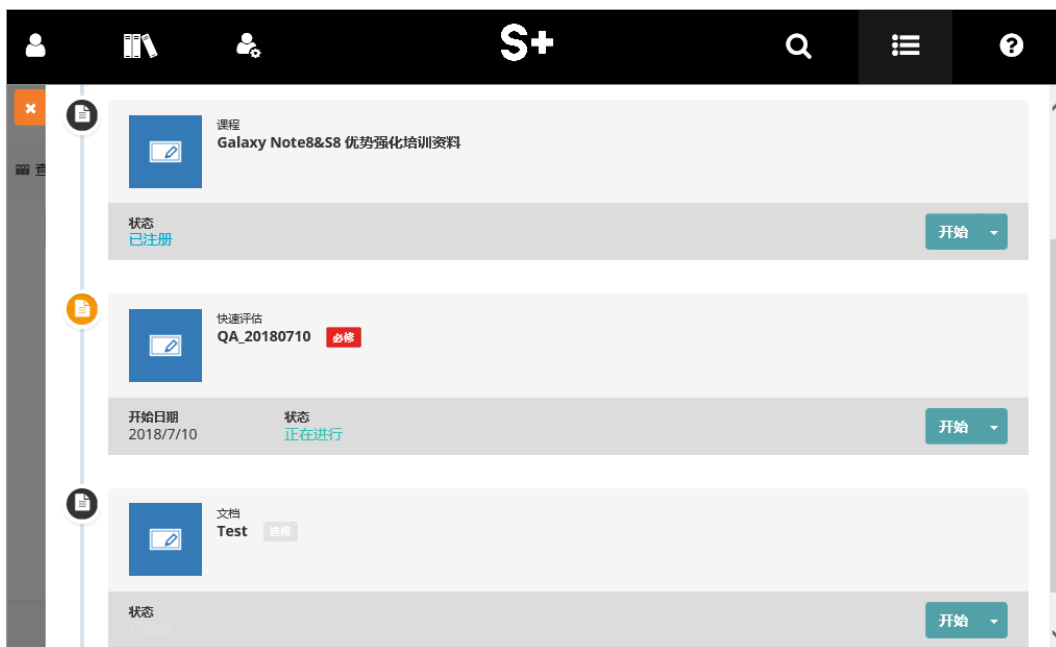 S+
课程
Galaxy Note8&S8 优势强化培训资料
状态
已注册
开始
快速评估
QA_20180710 必修
开始日期 状态
2018/7/10 正在进行
开始
文档
Test 选修
状态
开始